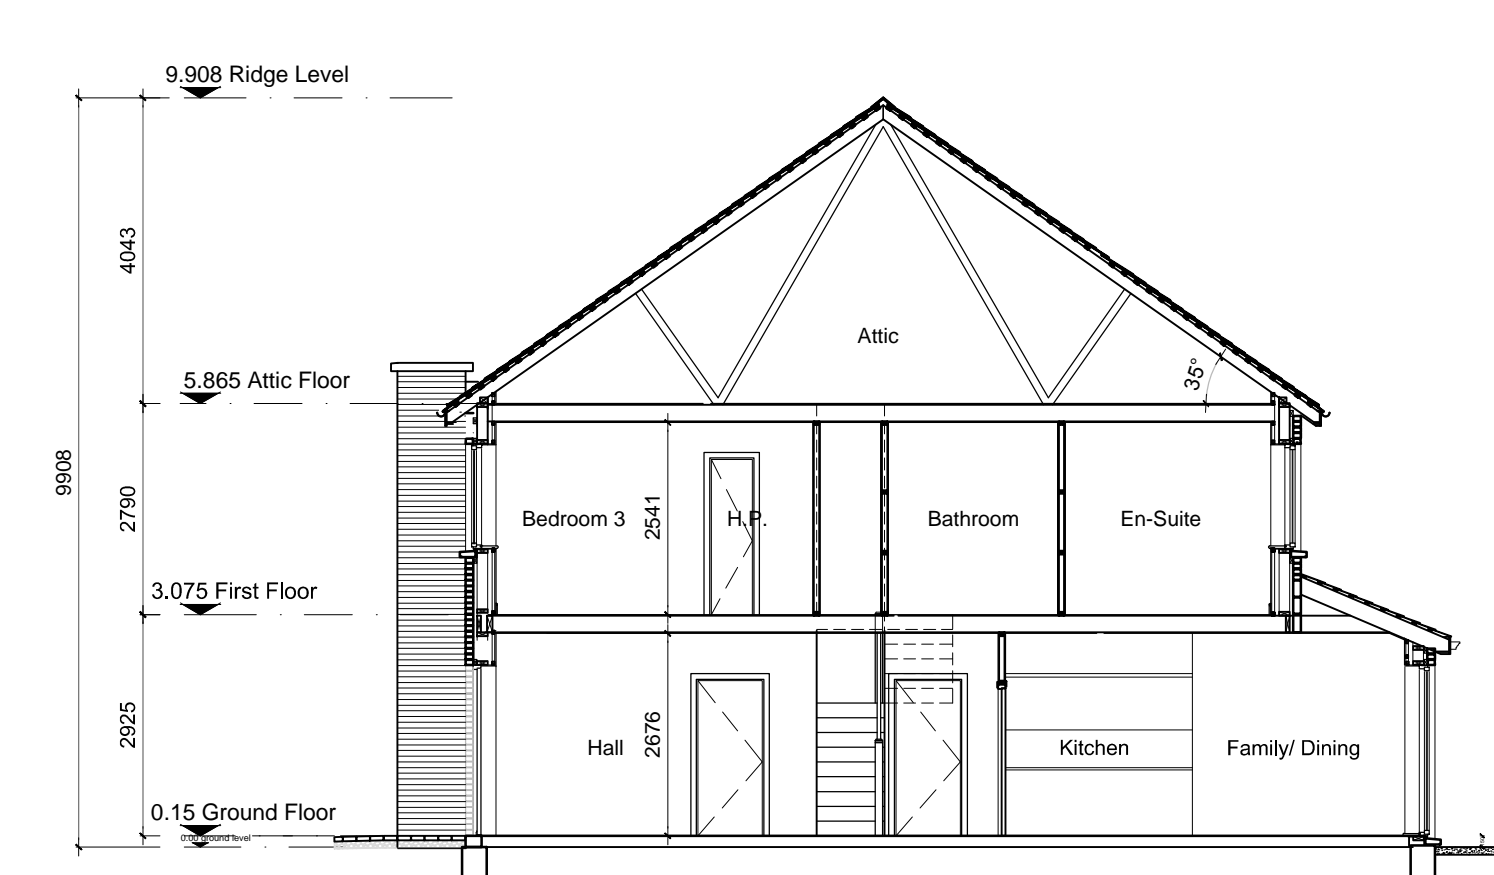 9.908 Ridge Level
4043
Attic
35°
5.865 Attic Floor
9908
2790
Bedroom 3
2541
H.P.
Bathroom
En-Suite
3.075 First Floor
2925
Hall
2676
Kitchen
Family/ Dining
0.15 Ground Floor
0.00 ground level